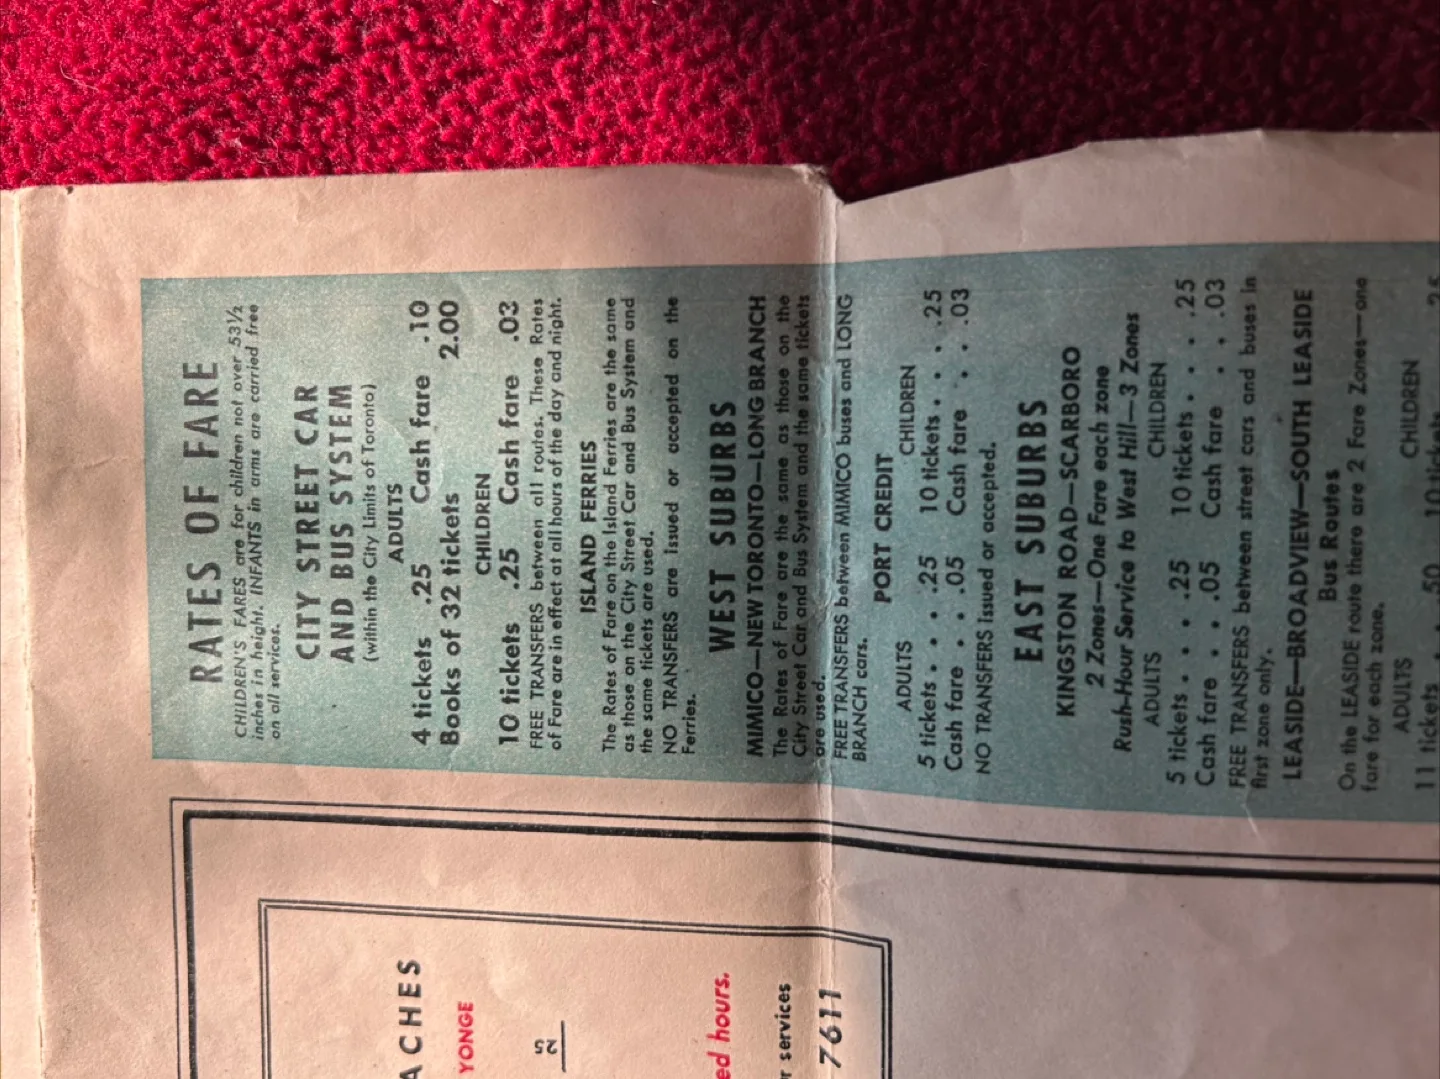 RATES OF FARE
CHILDREN'S FARES are for children not over 53½
inches in height. INFANTS in arms are carried free
on all services.
CITY STREET CAR
AND BUS SYSTEM
(within the City Limits of Toronto)
ADULTS
4 tickets .25 Cash fare .10
Books of 32 tickets 2.00
CHILDREN
10 tickets .25 Cash fare .03
FREE TRANSFERS between all routes. These Rates
of Fare are in effect at all hours of the day and night.
ISLAND FERRIES
The Rates of Fare on the Island Ferries are the same
as those on the City Street Car and Bus System and
the same tickets are used.
NO TRANSFERS are issued or accepted on the
Ferries.
WEST SUBURBS
MIMICO—NEW TORONTO—LONG BRANCH
The Rates of Fare are the same as those on the
City Street Car and Bus System and the same tickets
are used.
FREE TRANSFERS between MIMICO buses and LONG
BRANCH cars.
PORT CREDIT
ADULTS CHILDREN
5 tickets . . . . .25 10 tickets . . . .25
Cash fare . . .05 Cash fare . . .03
NO TRANSFERS issued or accepted.
EAST SUBURBS
KINGSTON ROAD—SCARBORO
2 Zones—One Fare each zone
Rush-Hour Service to West Hill—3 Zones
ADULTS CHILDREN
5 tickets . . . . .25 10 tickets . . . .25
Cash fare . . .05 Cash fare . . .03
FREE TRANSFERS between street cars and buses in
first zone only.
LEASIDE—BROADVIEW—SOUTH LEASIDE
Bus Routes
On the LEASIDE route there are 2 Fare Zones—one
fare for each zone.
ADULTS CHILDREN
11 tickets . .50 10 tickets .25
ACHES
YONGE
25
ed hours.
r services
7611